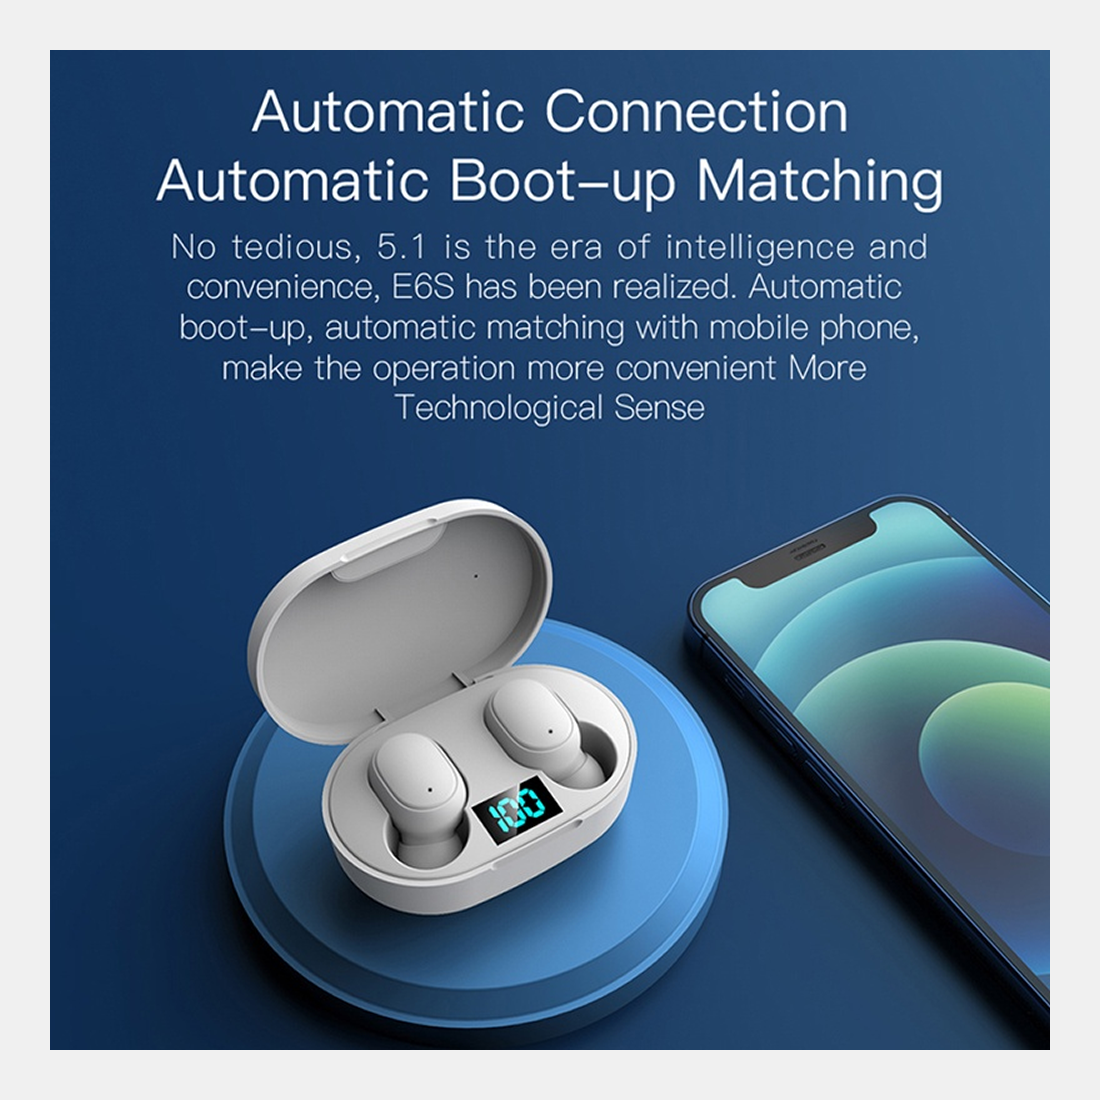 Automatic Connection
Automatic Boot–up Matching
No tedious, 5.1 is the era of intelligence and
convenience, E6S has been realized. Automatic
boot–up, automatic matching with mobile phone,
make the operation more convenient More
Technological Sense
100